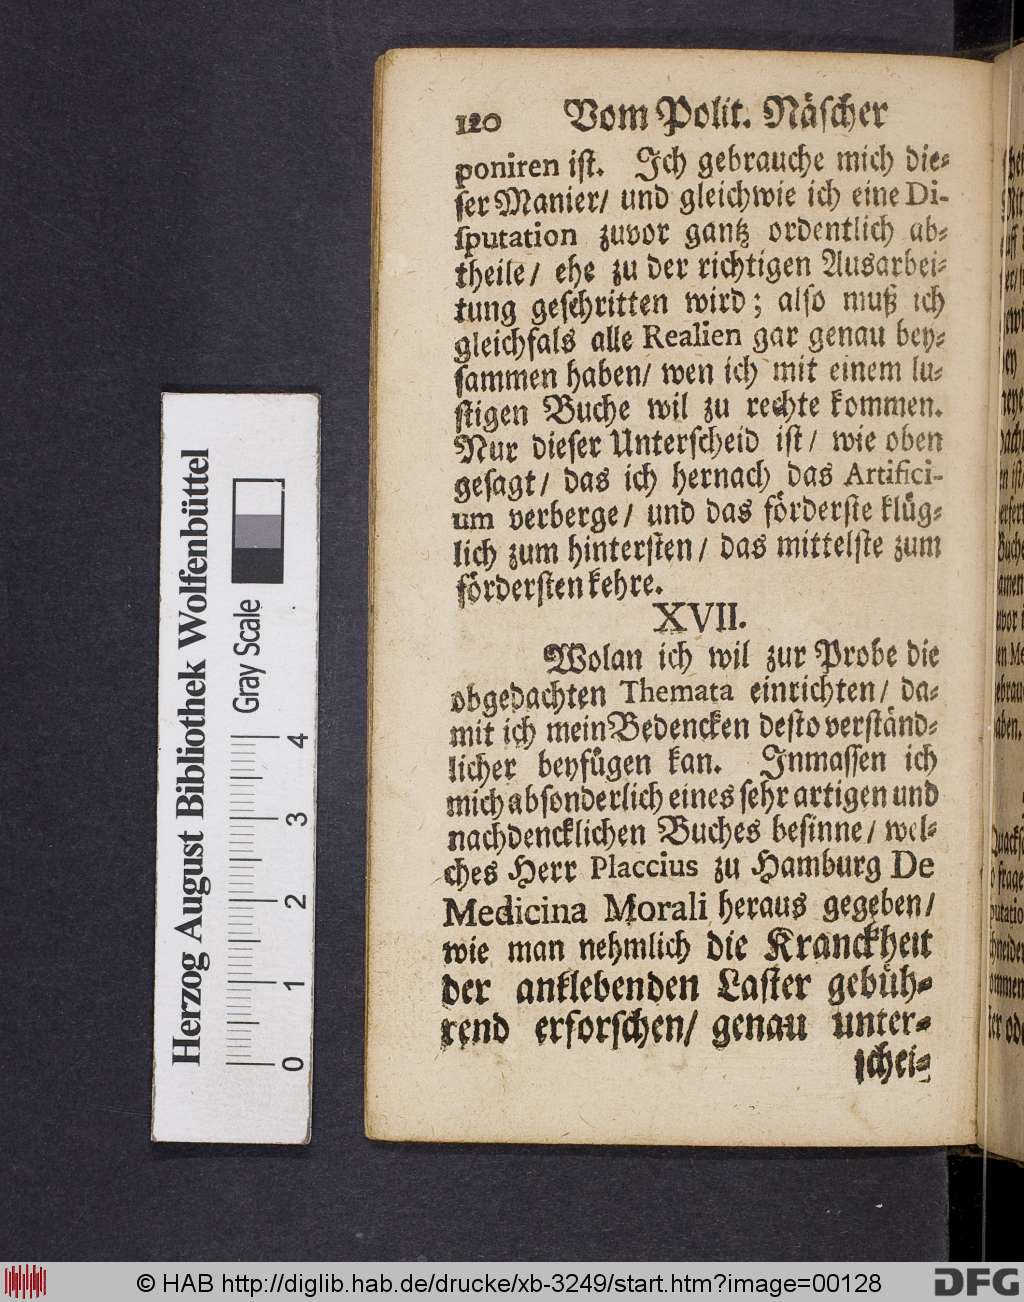 120 Vom Polit. Näſcher
poniren iſt. Ich gebrauche mich die⸗
ſer Manier/ und gleichwie ich eine Di-
ſputation zuvor gantz ordentlich ab⸗
theile/ ehe zu der richtigen Ausarbei⸗
tung geſchritten wird; alſo muß ich
gleichfals alle Realien gar genau bey⸗
ſammen haben/ wen ich mit einem lu⸗
ſtigen Buche wil zu rechte kommen.
Nur dieſer Unterſcheid iſt/ wie oben
geſagt/ das ich hernach das Artifici-
um verberge/ und das förderſte klüg⸗
lich zum hinterſten/ das mittelſte zum
förderſten kehre.
XVII.
Wolan ich wil zur Probe die
obgedachten Themata einrichten/ da⸗
mit ich mein Bedencken deſto verſtänd⸗
licher beyfügen kan. Inmaſſen ich
mich abſonderlich eines ſehr artigen und
nachdencklichen Buches beſinne/ wel⸗
ches Herr Placcius zu Hamburg De
Medicina Morali heraus gegeben/
wie man nehmlich die Kranckheit
der anklebenden Laſter gebüh⸗
rend erforſchen/ genau unter⸗
ſchei⸗
Herzog August Bibliothek Wolfenbüttel
Gray Scale
0 1 2 3 4
© HAB http://diglib.hab.de/drucke/xb-3249/start.htm?image=00128
DFG